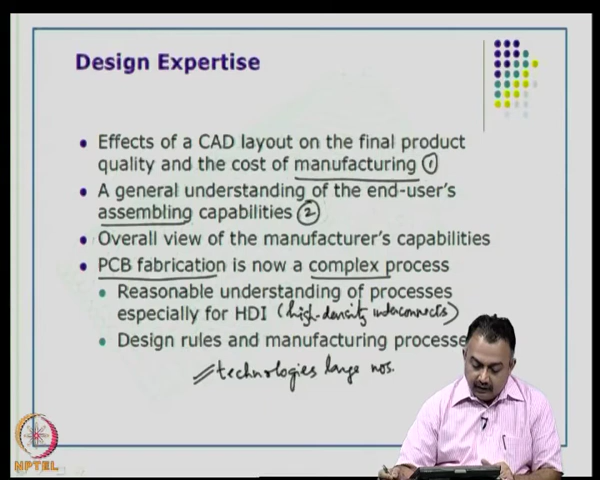 Design Expertise
Effects of a CAD layout on the final product
quality and the cost of manufacturing ①
A general understanding of the end-user's
assembling capabilities ②
Overall view of the manufacturer's capabilities
PCB fabrication is now a complex process
Reasonable understanding of processes
especially for HDI (high-density interconnects)
Design rules and manufacturing processe
technologies large nos.
NPTEL